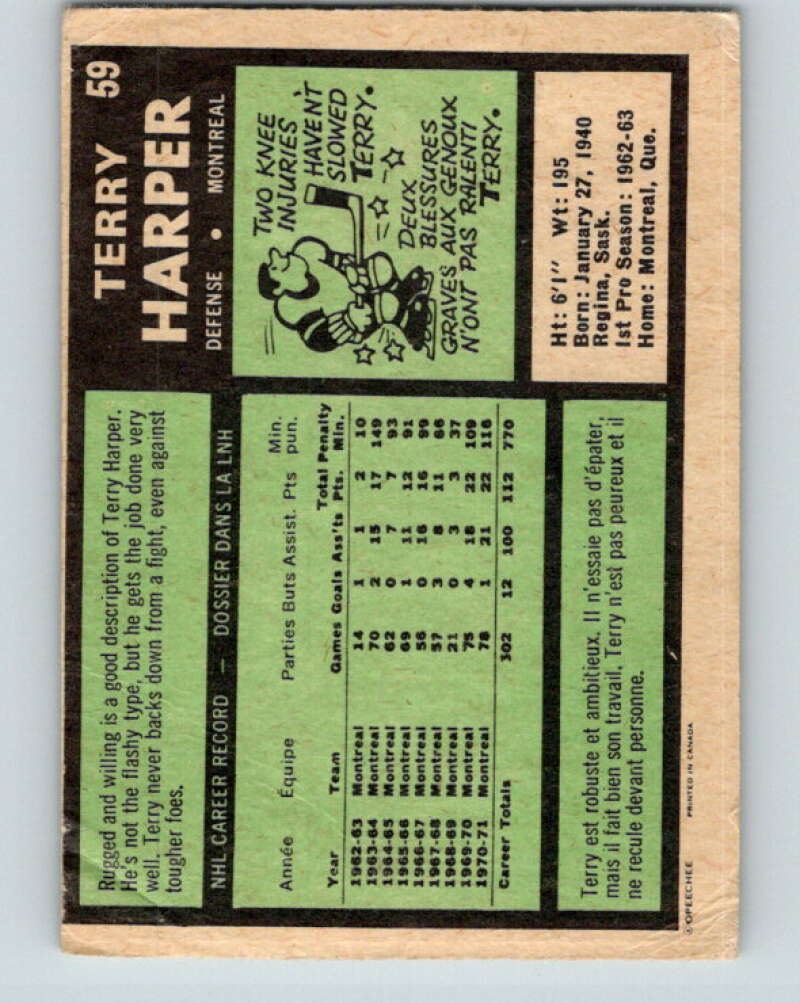 TERRY 59
HARPER
DEFENSE • MONTREAL
Rugged and willing is a good description of Terry Harper.
He's not the flashy type, but he gets the job done very
well. Terry never backs down from a fight, even against
tougher foes.
TWO KNEE
INJURIES
HAVEN'T
SLOWED
TERRY.
DEUX
BLESSURES
GRAVES AUX GENOUX
N'ONT PAS RALENTI
TERRY.
NHL CAREER RECORD — DOSSIER DANS LA LNH
Année Équipe Parties Buts Assist. Pts Min. pun.
Year Team Games Goals Ass'ts Total Pts. Penalty Min.
1962-63 Montreal 14 1 1 2 10
1963-64 Montreal 70 2 15 17 149
1964-65 Montreal 62 0 7 7 93
1965-66 Montreal 69 1 11 12 91
1966-67 Montreal 56 0 16 16 99
1967-68 Montreal 57 3 8 11 66
1968-69 Montreal 21 0 3 3 37
1969-70 Montreal 75 4 18 22 109
1970-71 Montreal 78 1 21 22 116
Career Totals 302 12 100 112 770
Ht: 6'1" Wt: 195
Born: January 27, 1940
Regina, Sask.
1st Pro Season: 1962-63
Home: Montreal, Que.
Terry est robuste et ambitieux. Il n'essaie pas d'épater,
mais il fait bien son travail. Terry n'est pas peureux et il
ne recule devant personne.
© OPEECHEE PRINTED IN CANADA